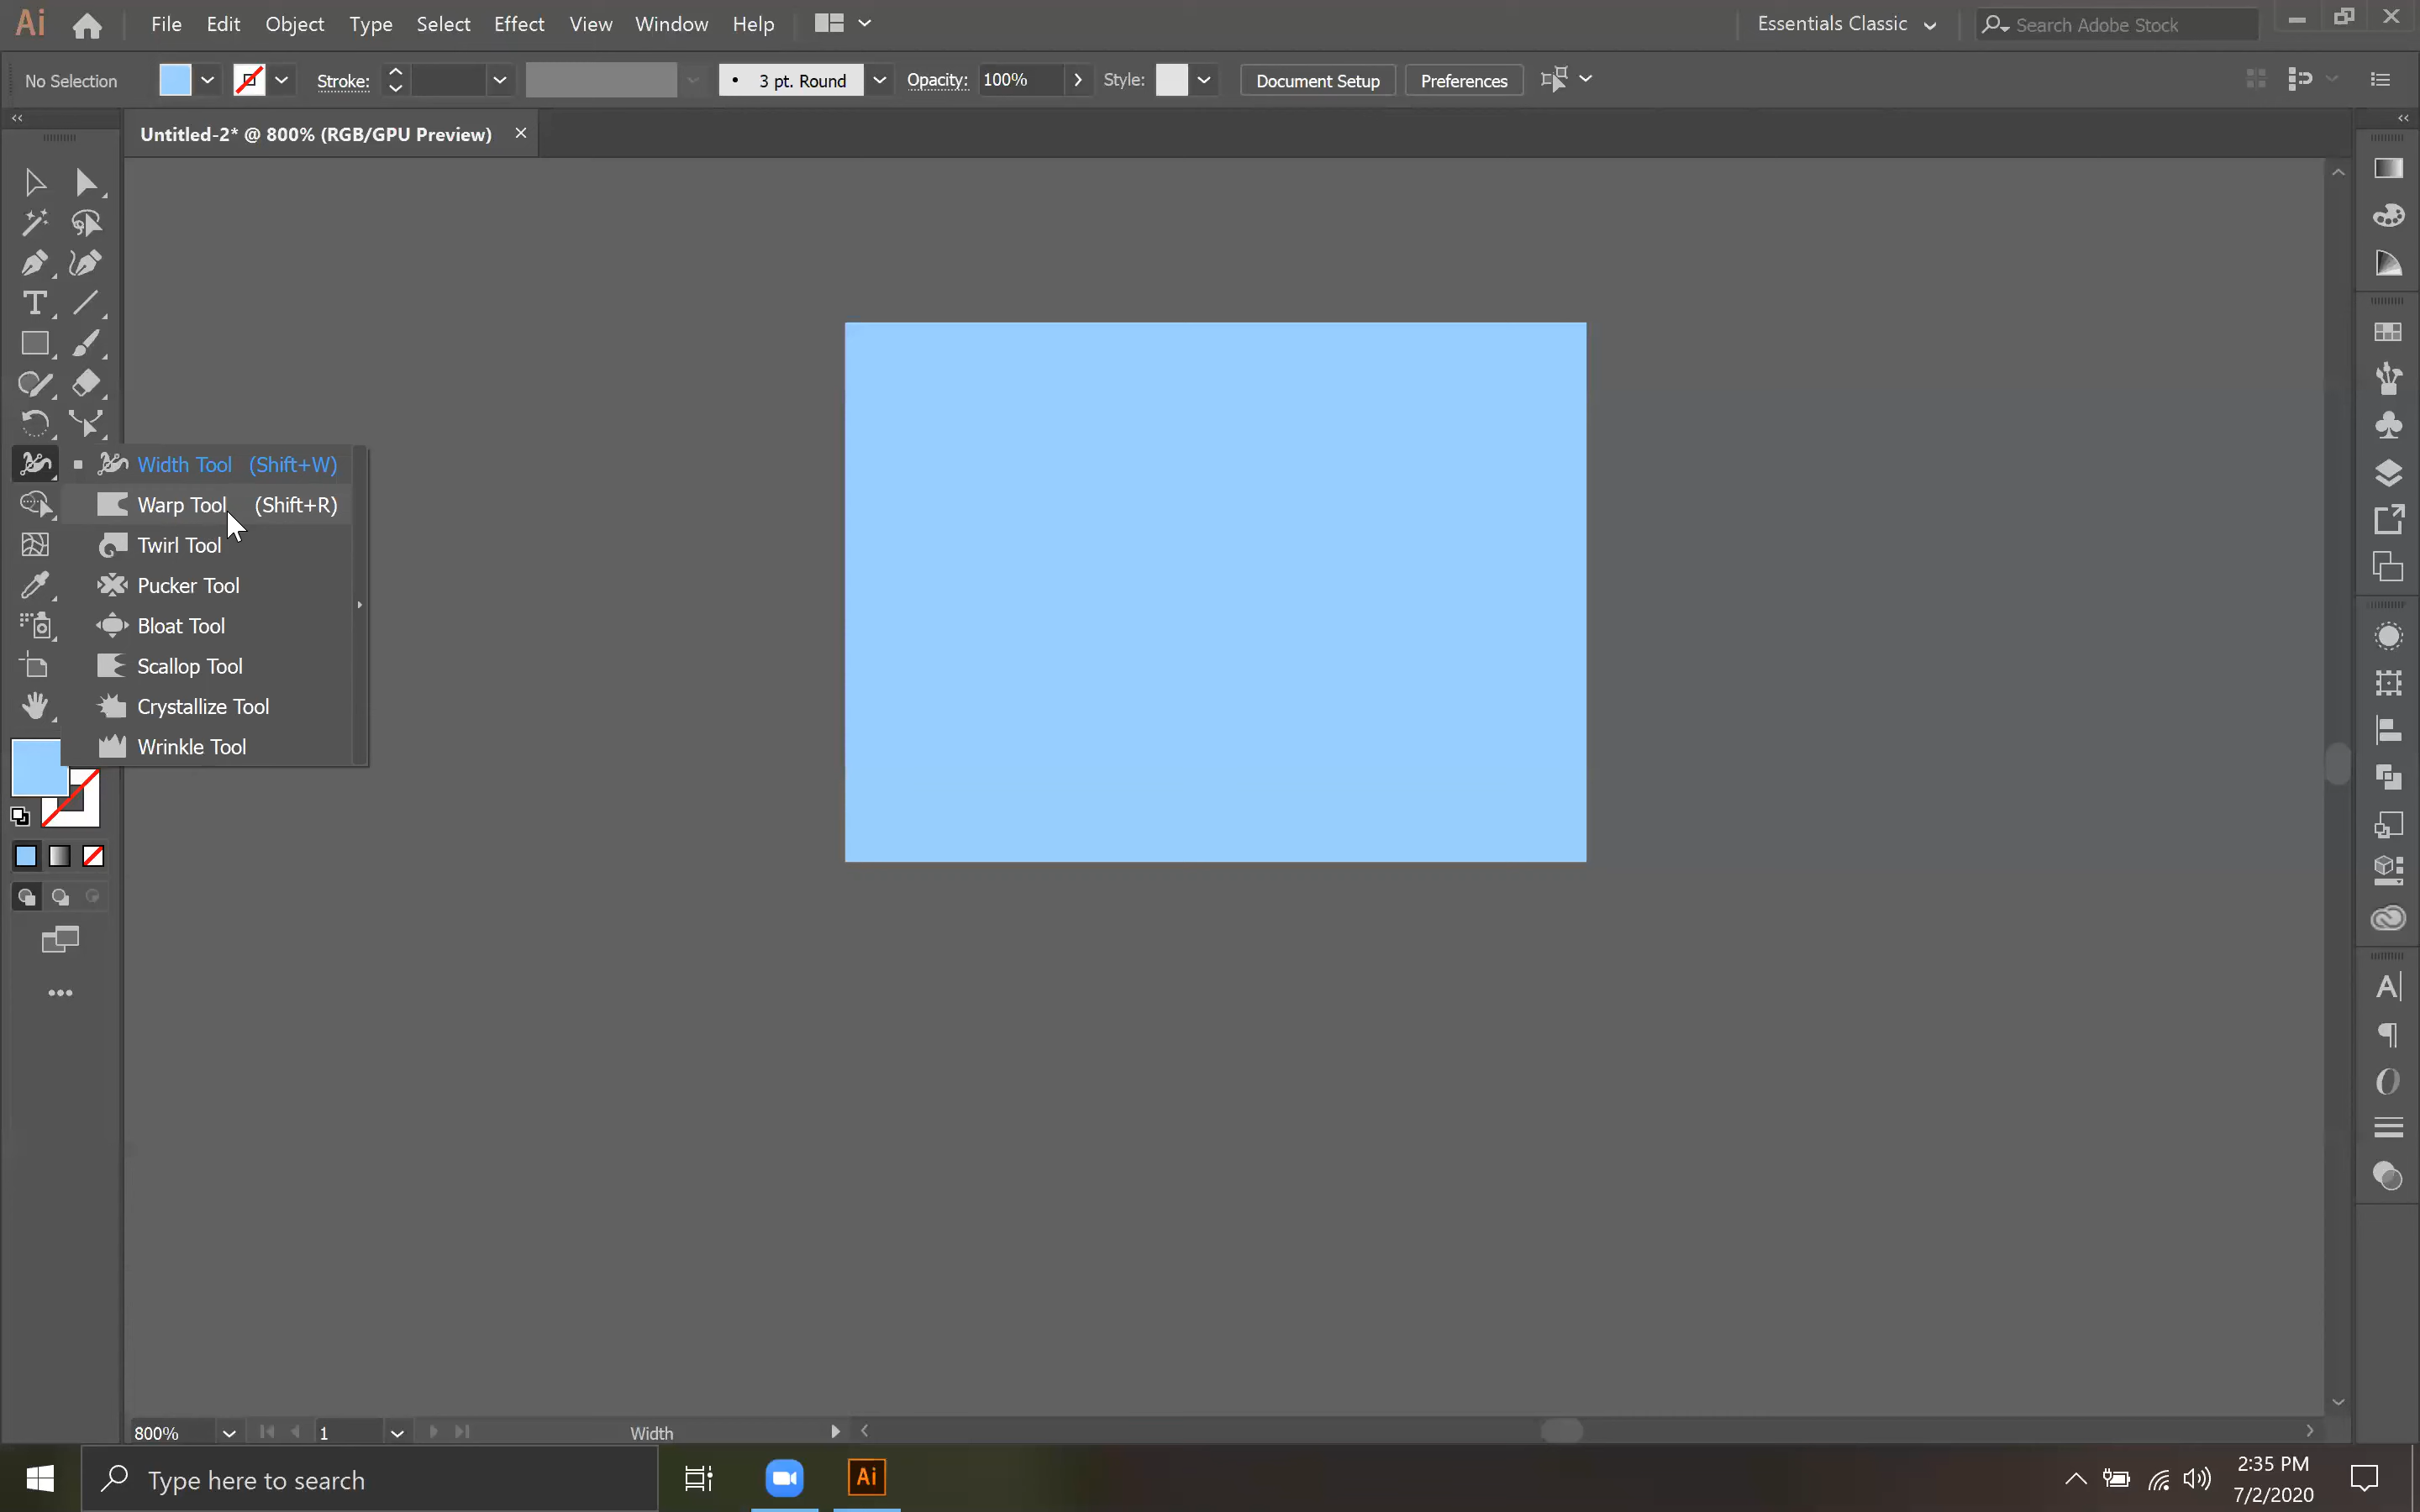 Ai File Edit Object Type Select Effect View Window Help Essentials Classic Search Adobe Stock
No Selection Stroke: 3 pt. Round Opacity: 100% Style: Document Setup Preferences
Untitled-2* @ 800% (RGB/GPU Preview)
Width Tool (Shift+W)
Warp Tool (Shift+R)
Twirl Tool
Pucker Tool
Bloat Tool
Scallop Tool
Crystallize Tool
Wrinkle Tool
800% 1 Width
Type here to search Ai 2:35 PM
7/2/2020